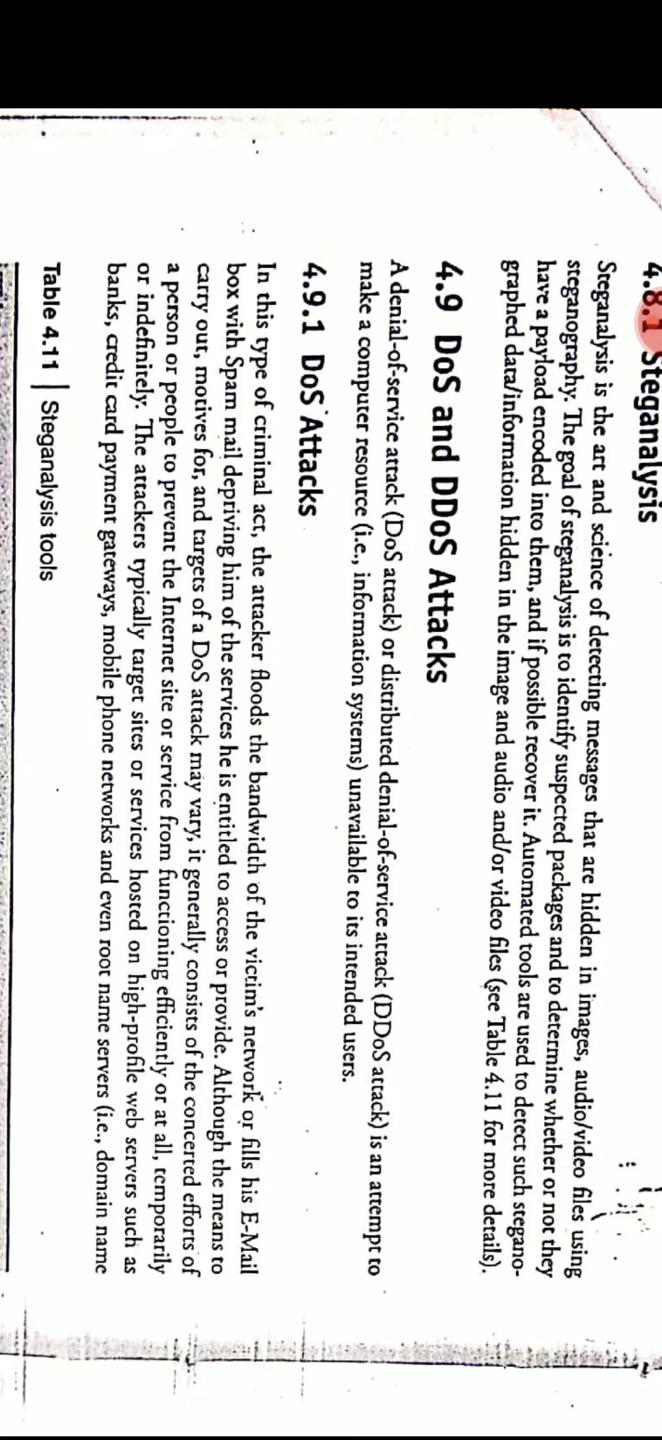 4.8.1 Steganalysis
Steganalysis is the art and science of detecting messages that are hidden in images, audio/video files using
steganography. The goal of steganalysis is to identify suspected packages and to determine whether or not they
have a payload encoded into them, and if possible recover it. Automated tools are used to detect such stegano-
graphed data/information hidden in the image and audio and/or video files (see Table 4.11 for more details).
4.9 DoS and DDoS Attacks
A denial-of-service attack (DoS attack) or distributed denial-of-service attack (DDoS attack) is an attempt to
make a computer resource (i.e., information systems) unavailable to its intended users.
4.9.1 DoS Attacks
In this type of criminal act, the attacker floods the bandwidth of the victim's network or fills his E-Mail
box with Spam mail depriving him of the services he is entitled to access or provide. Although the means to
carry out, motives for, and targets of a DoS attack may vary, it generally consists of the concerted efforts of
a person or people to prevent the Internet site or service from functioning efficiently or at all, temporarily
or indefinitely. The attackers typically target sites or services hosted on high-profile web servers such as
banks, credit card payment gateways, mobile phone networks and even root name servers (i.e., domain name
Table 4.11 | Steganalysis tools